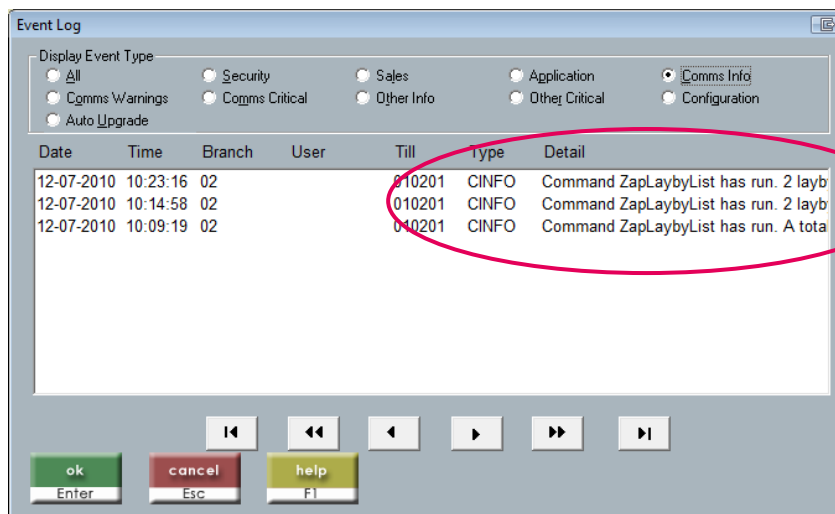 Event Log
Display Event Type
All Security Sales Application Comms Info
Comms Warnings Comms Critical Other Info Other Critical Configuration
Auto Upgrade
Date Time Branch User Till Type Detail
12-07-2010 10:23:16 02 010201 CINFO Command ZapLaybyList has run. 2 layb
12-07-2010 10:14:58 02 010201 CINFO Command ZapLaybyList has run. 2 layb
12-07-2010 10:09:19 02 010201 CINFO Command ZapLaybyList has run. A tota
ok cancel help
Enter Esc F1